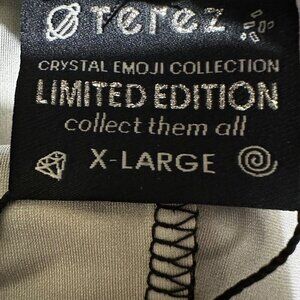 terez
CRYSTAL EMOJI COLLECTION
LIMITED EDITION
collect them all
X-LARGE